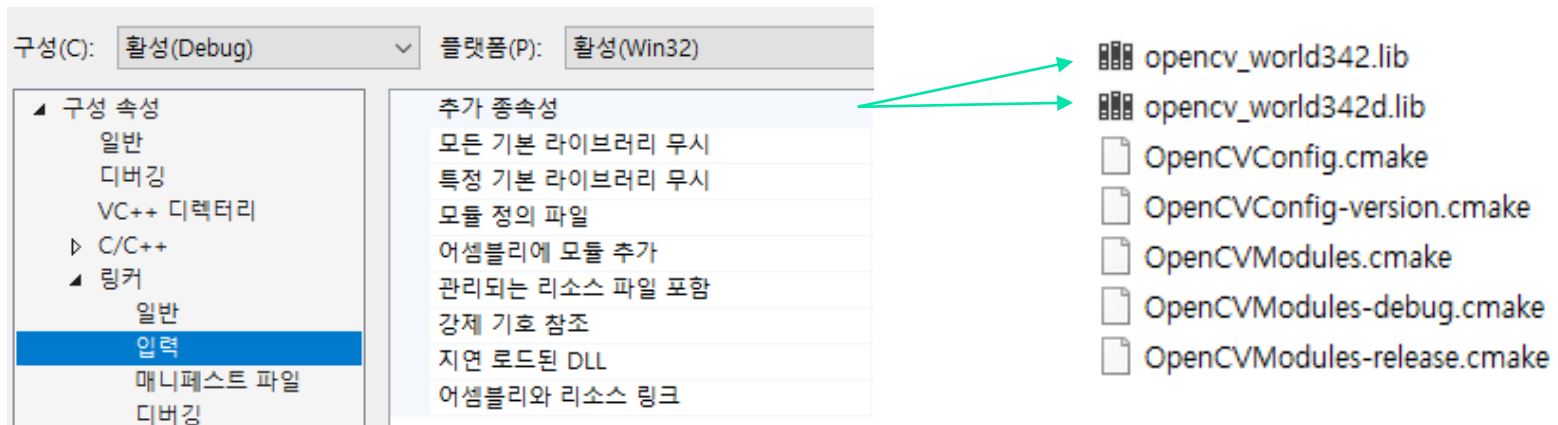 구성(C): 활성(Debug) 플랫폼(P): 활성(Win32)
구성 속성
일반
디버깅
VC++ 디렉터리
C/C++
링커
일반
입력
매니페스트 파일
디버깅
추가 종속성
모든 기본 라이브러리 무시
특정 기본 라이브러리 무시
모듈 정의 파일
어셈블리에 모듈 추가
관리되는 리소스 파일 포함
강제 기호 참조
지연 로드된 DLL
어셈블리와 리소스 링크
opencv_world342.lib
opencv_world342d.lib
OpenCVConfig.cmake
OpenCVConfig-version.cmake
OpenCVModules.cmake
OpenCVModules-debug.cmake
OpenCVModules-release.cmake